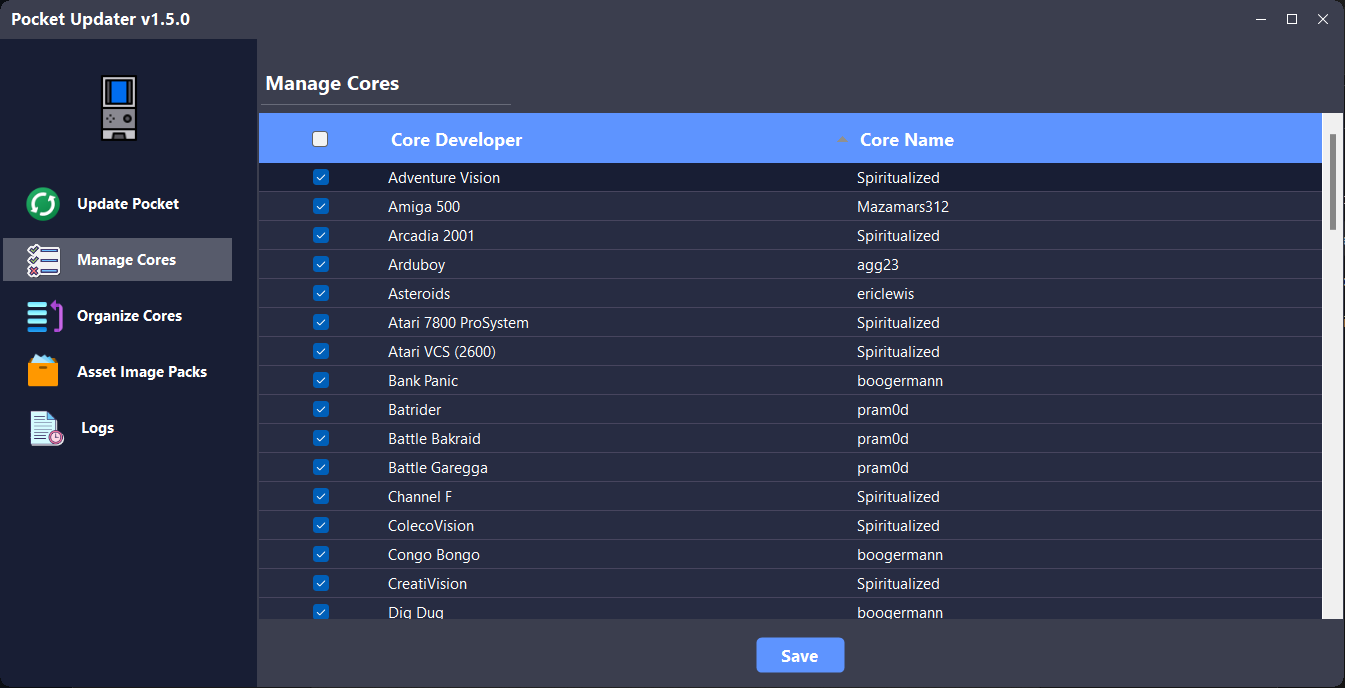 Pocket Updater v1.5.0
Update Pocket
Manage Cores
Organize Cores
Asset Image Packs
Logs
Manage Cores
Core Developer Core Name
Adventure Vision Spiritualized
Amiga 500 Mazamars312
Arcadia 2001 Spiritualized
Arduboy agg23
Asteroids ericlewis
Atari 7800 ProSystem Spiritualized
Atari VCS (2600) Spiritualized
Bank Panic boogermann
Batrider pram0d
Battle Bakraid pram0d
Battle Garegga pram0d
Channel F Spiritualized
ColecoVision Spiritualized
Congo Bongo boogermann
CreatiVision Spiritualized
Dig Dug boogermann
Save